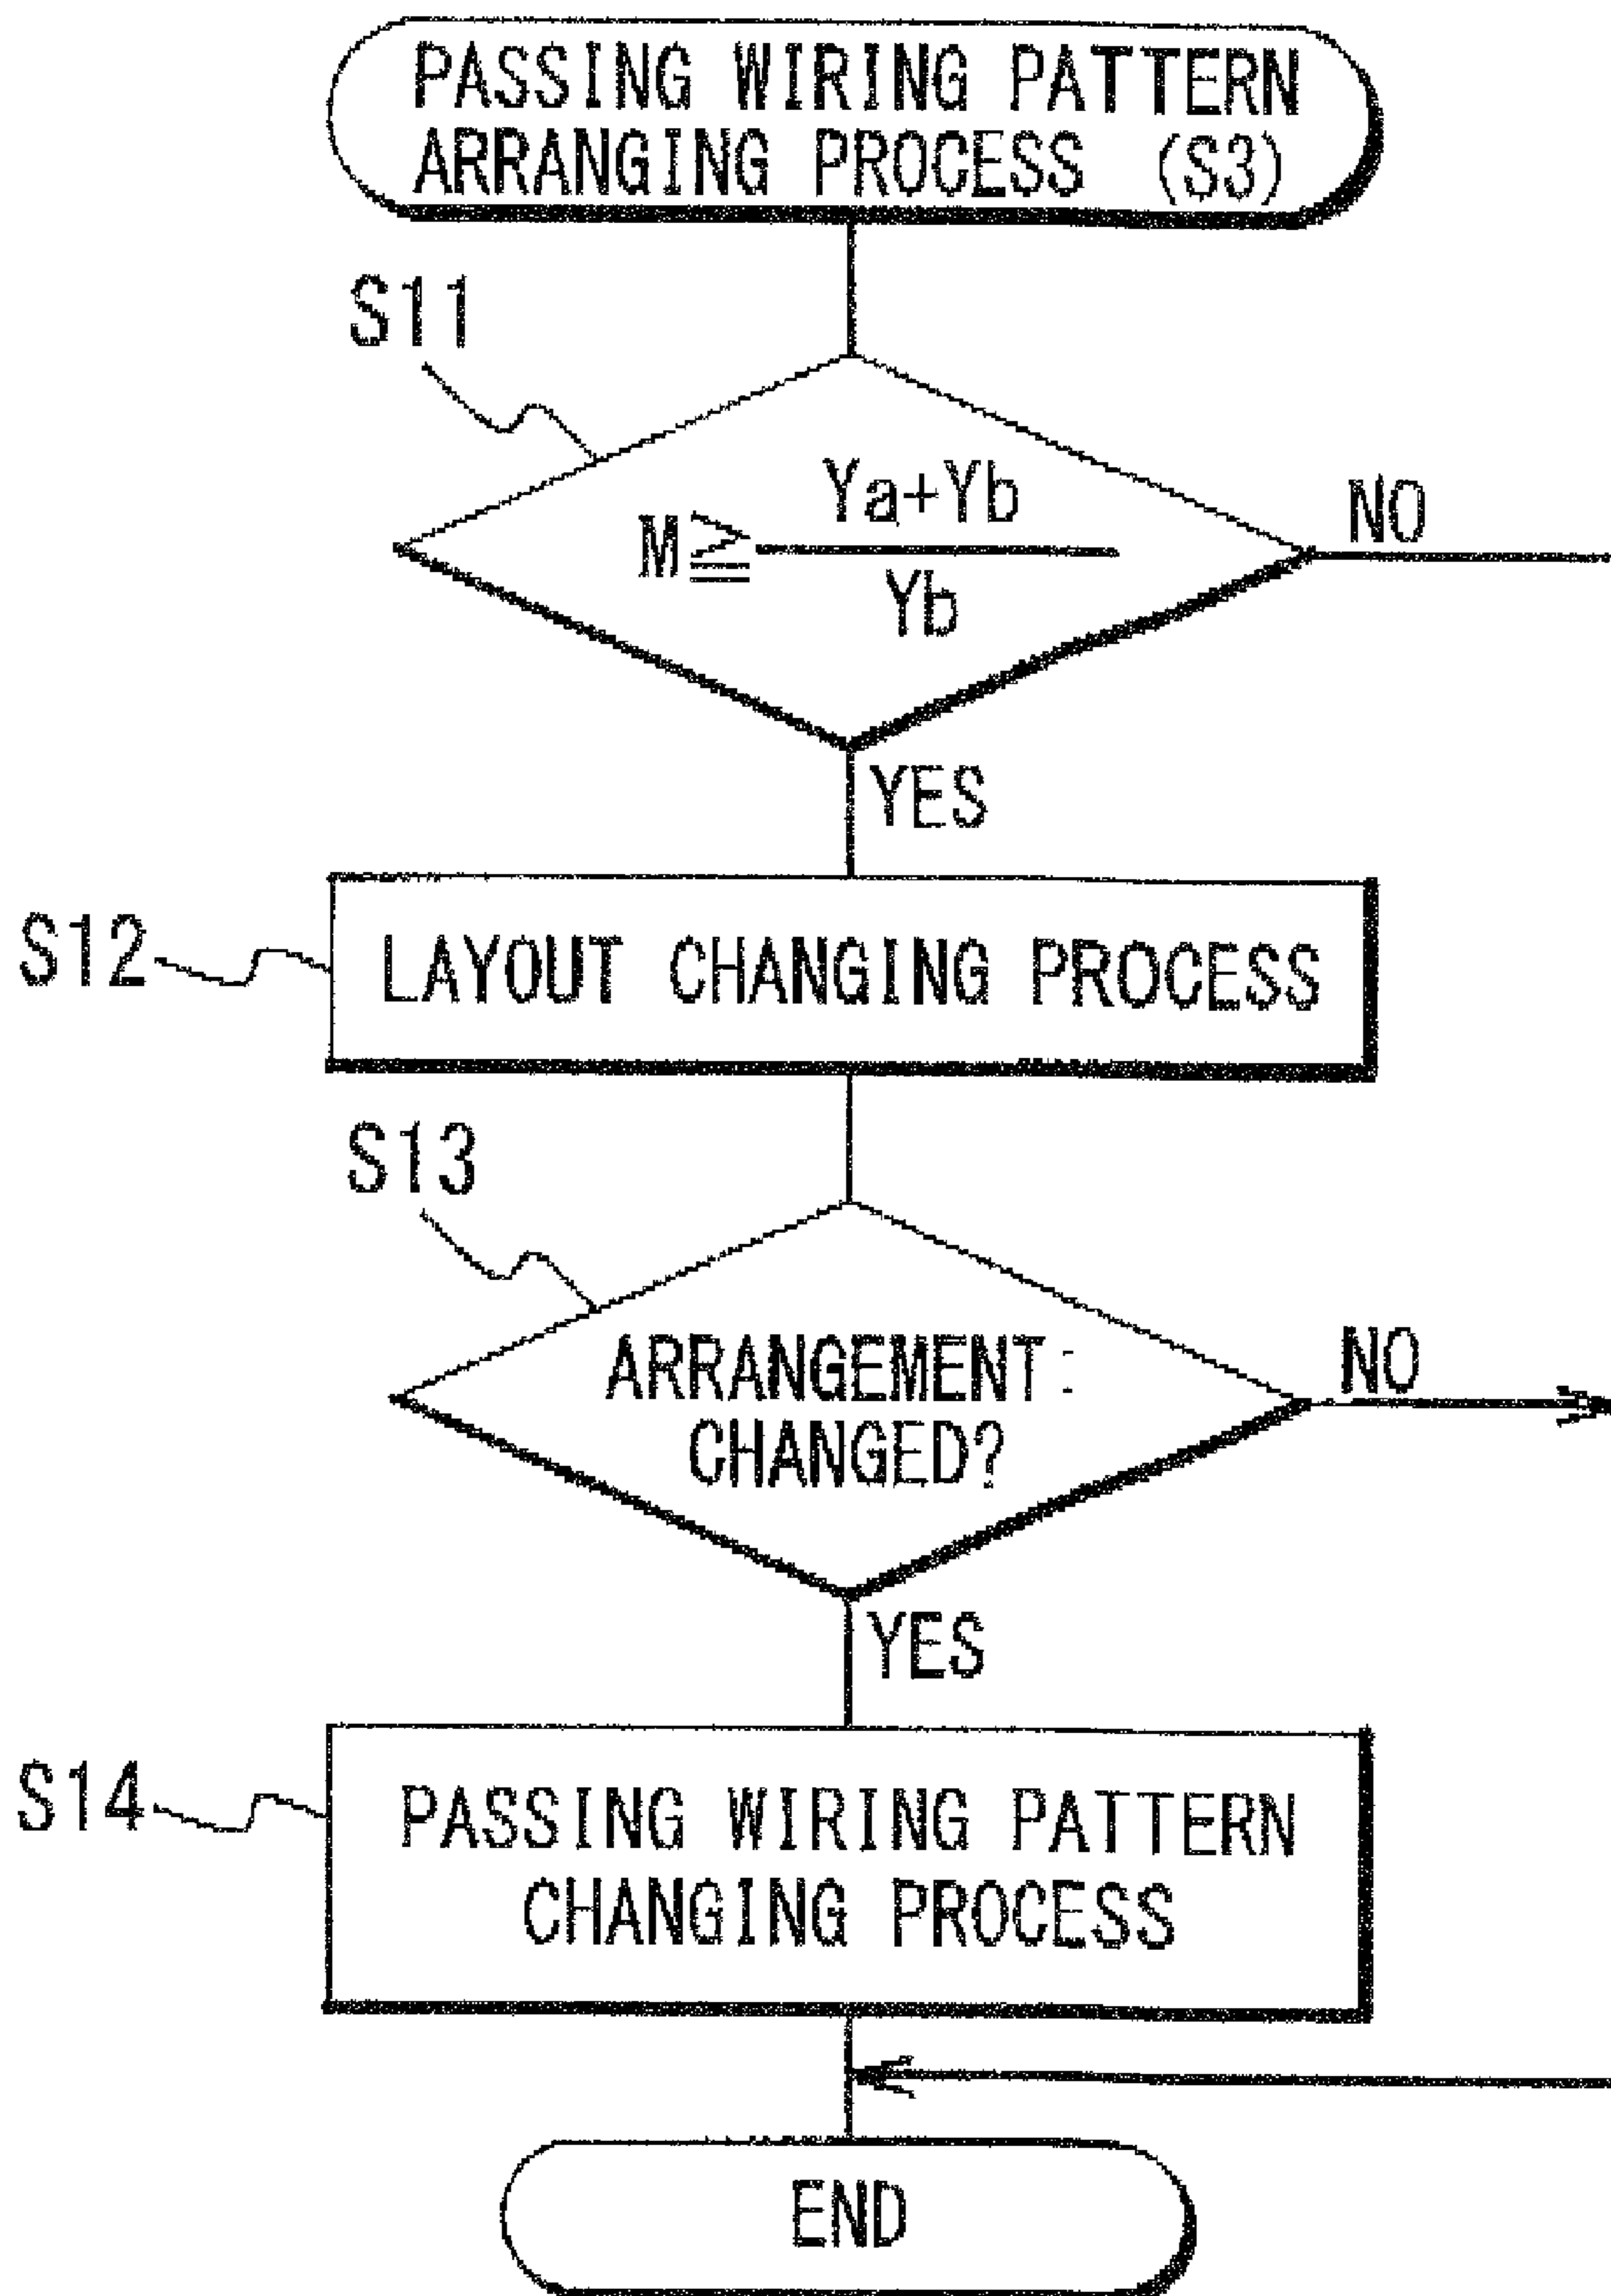 PASSING WIRING PATTERN
ARRANGING PROCESS (S3)
S11
Ya+Yb
M≧
Yb
NO
YES
S12
LAYOUT CHANGING PROCESS
S13
ARRANGEMENT
CHANGED?
NO
YES
S14
PASSING WIRING PATTERN
CHANGING PROCESS
END